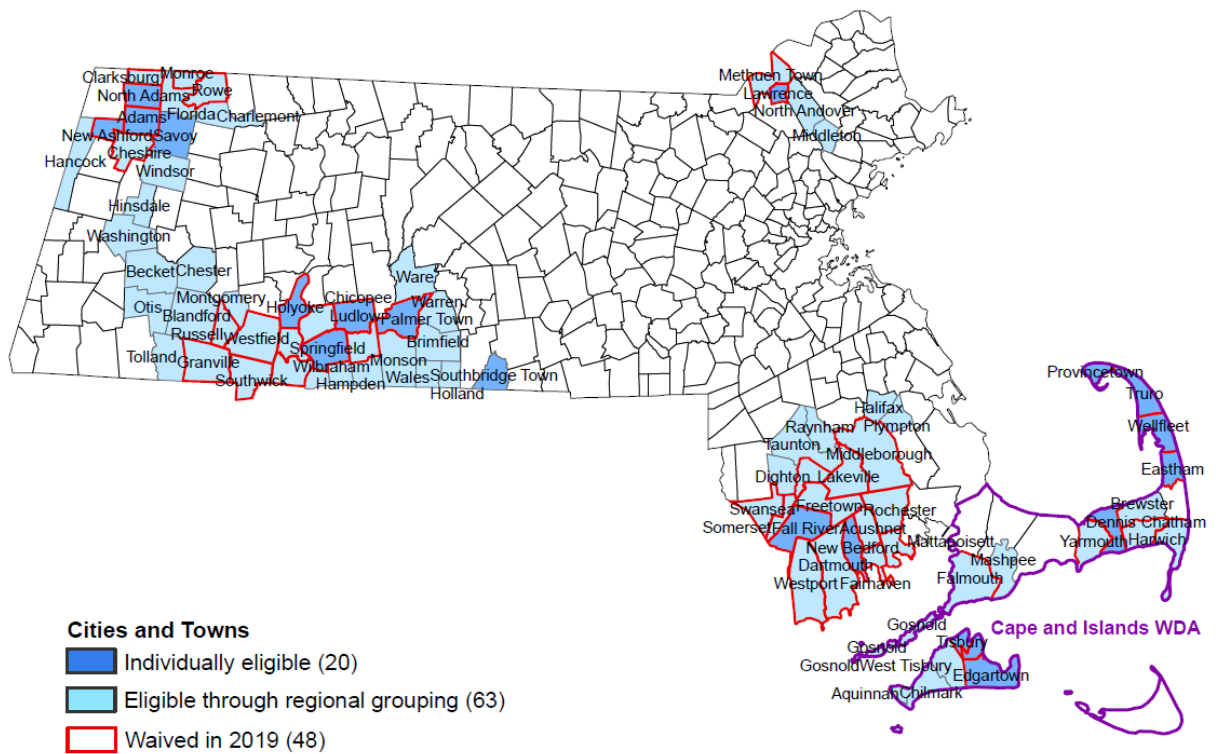 Clarksburg
Monroe
Rowe
North Adams
Adams
Florida
Charlemont
New Ashford
Savoy
Cheshire
Hancock
Windsor
Hinsdale
Washington
Becket
Chester
Otis
Montgomery
Blandford
Russell
Tolland
Granville
Westfield
Southwick
Holyoke
Chicopee
Ludlow
Springfield
Wilbraham
Hampden
Ware
Warren
Palmer Town
Brimfield
Monson
Wales
Holland
Southbridge Town
Methuen Town
Lawrence
North Andover
Middleton
Halifax
Plympton
Raynham
Taunton
Middleborough
Dighton
Lakeville
Swansea
Freetown
Rochester
Somerset
Fall River
Acushnet
New Bedford
Mattapoisett
Dartmouth
Westport
Fairhaven
Provincetown
Truro
Wellfleet
Eastham
Brewster
Dennis
Chatham
Yarmouth
Harwich
Mashpee
Falmouth
Gosnold
Gosnold
Gosnold
Tisbury
West Tisbury
Edgartown
Aquinnah
Chilmark
Cape and Islands WDA
Cities and Towns
Individually eligible (20)
Eligible through regional grouping (63)
Waived in 2019 (48)